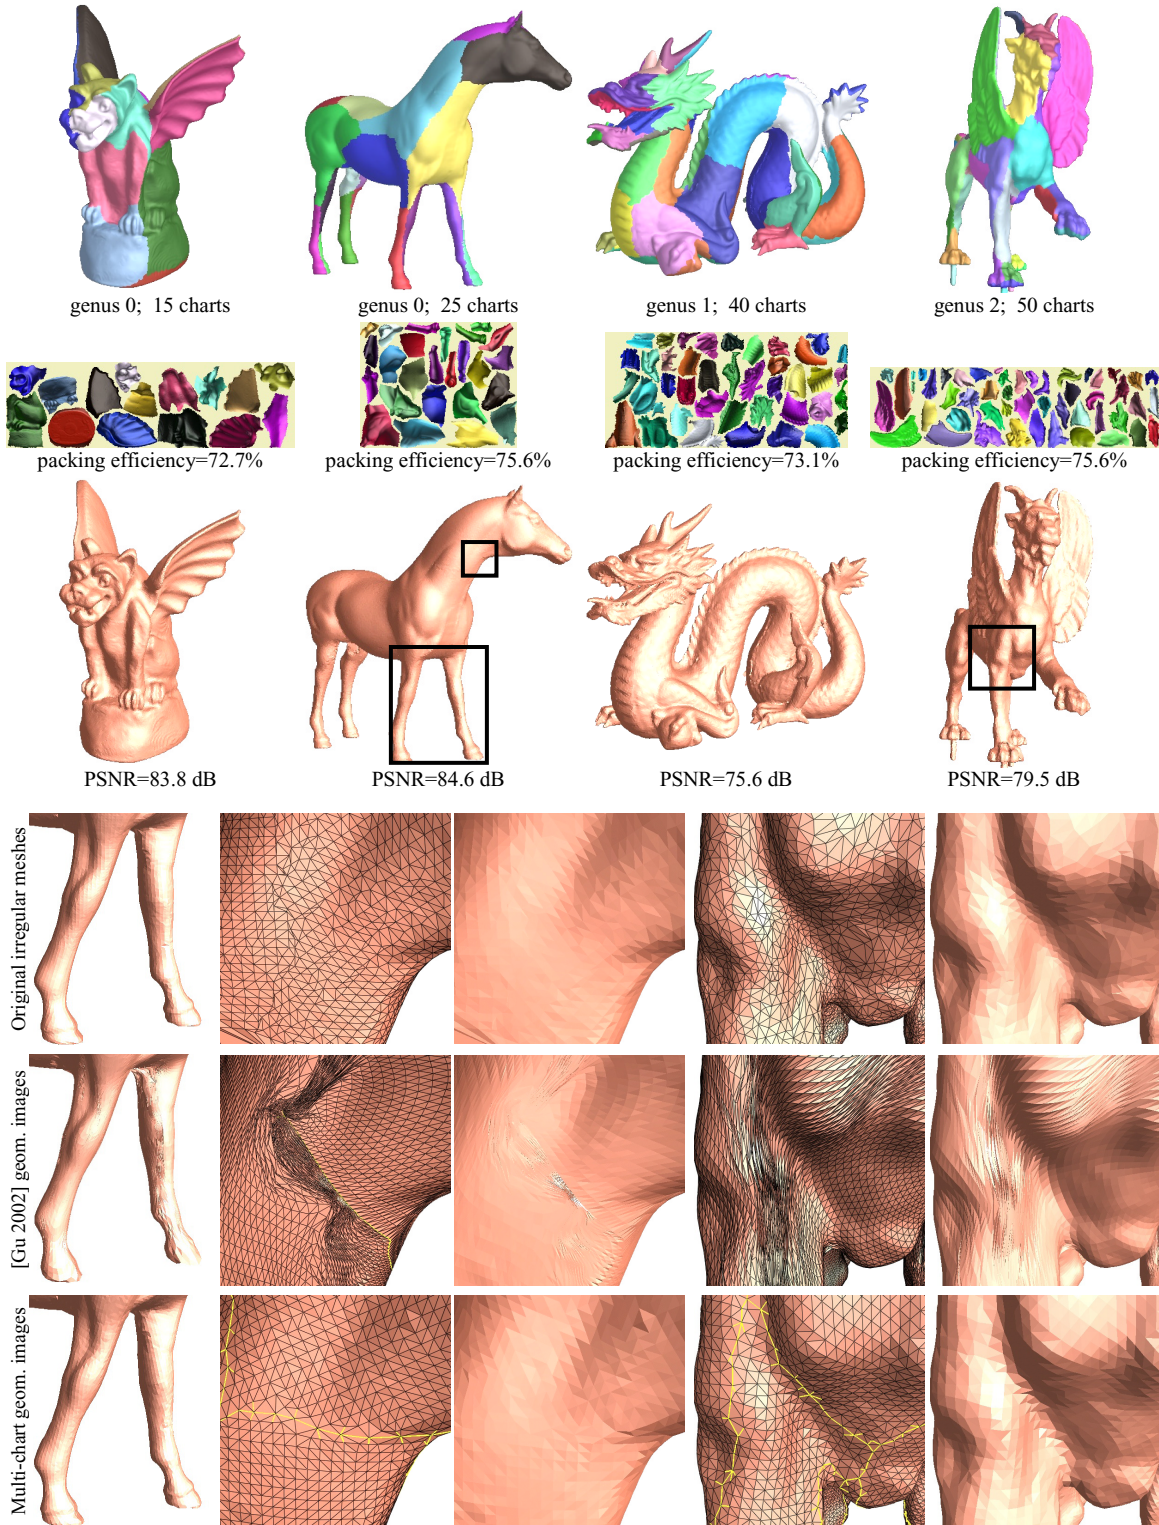 genus 0; 15 charts
genus 0; 25 charts
genus 1; 40 charts
genus 2; 50 charts
packing efficiency=72.7%
packing efficiency=75.6%
packing efficiency=73.1%
packing efficiency=75.6%
PSNR=83.8 dB
PSNR=84.6 dB
PSNR=75.6 dB
PSNR=79.5 dB
Original irregular meshes
[Gu 2002] geom. images
Multi-chart geom. images